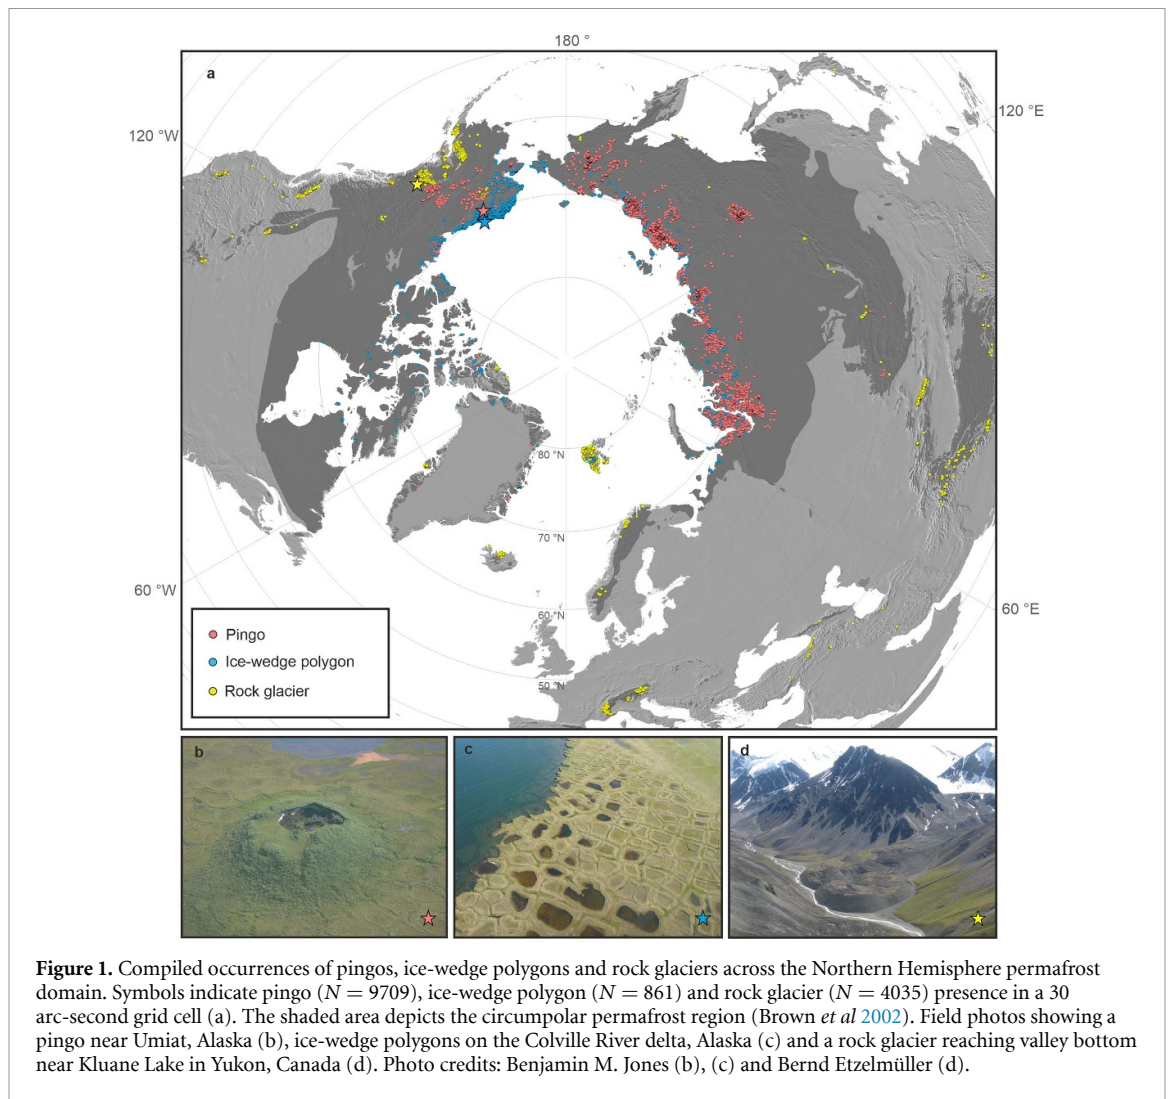 180 °
a
120 °W
120 °E
80 °N
70 °N
60 °N
50 °N
60 °W
60 °E
Pingo
Ice-wedge polygon
Rock glacier
b
c
d
Figure 1. Compiled occurrences of pingos, ice-wedge polygons and rock glaciers across the Northern Hemisphere permafrost
domain. Symbols indicate pingo (N = 9709), ice-wedge polygon (N = 861) and rock glacier (N = 4035) presence in a 30
arc-second grid cell (a). The shaded area depicts the circumpolar permafrost region (Brown et al 2002). Field photos showing a
pingo near Umiat, Alaska (b), ice-wedge polygons on the Colville River delta, Alaska (c) and a rock glacier reaching valley bottom
near Kluane Lake in Yukon, Canada (d). Photo credits: Benjamin M. Jones (b), (c) and Bernd Etzelmüller (d).